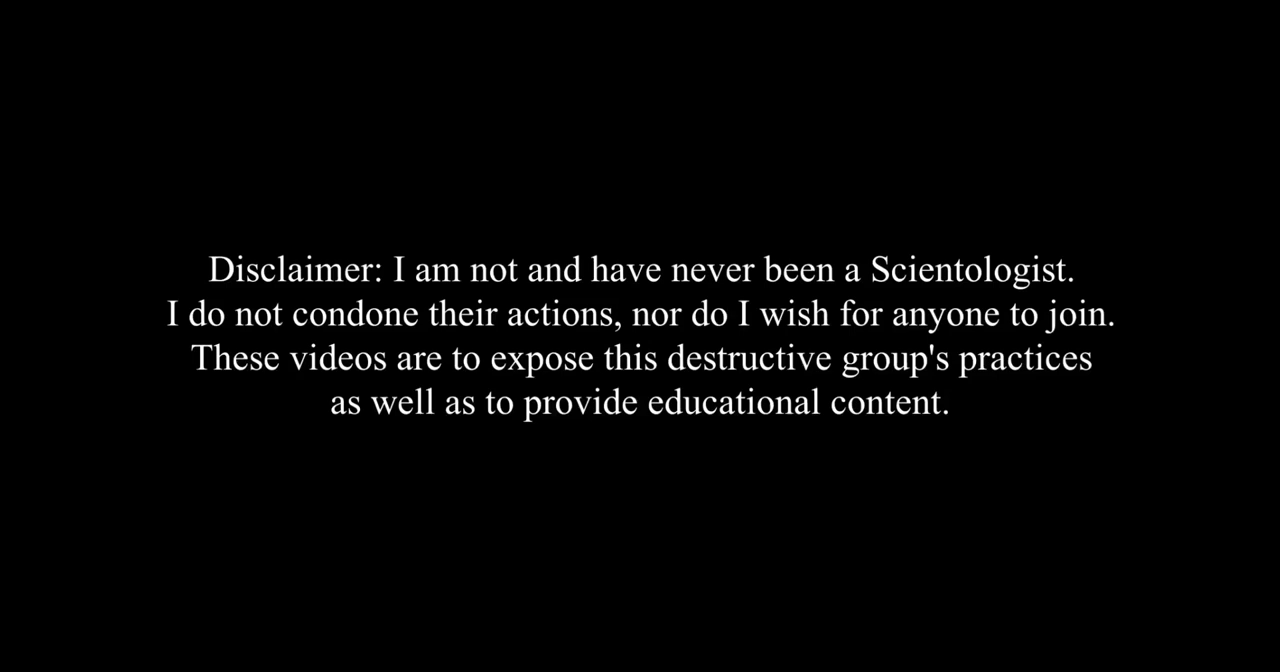 Disclaimer: I am not and have never been a Scientologist.
I do not condone their actions, nor do I wish for anyone to join.
These videos are to expose this destructive group's practices
as well as to provide educational content.